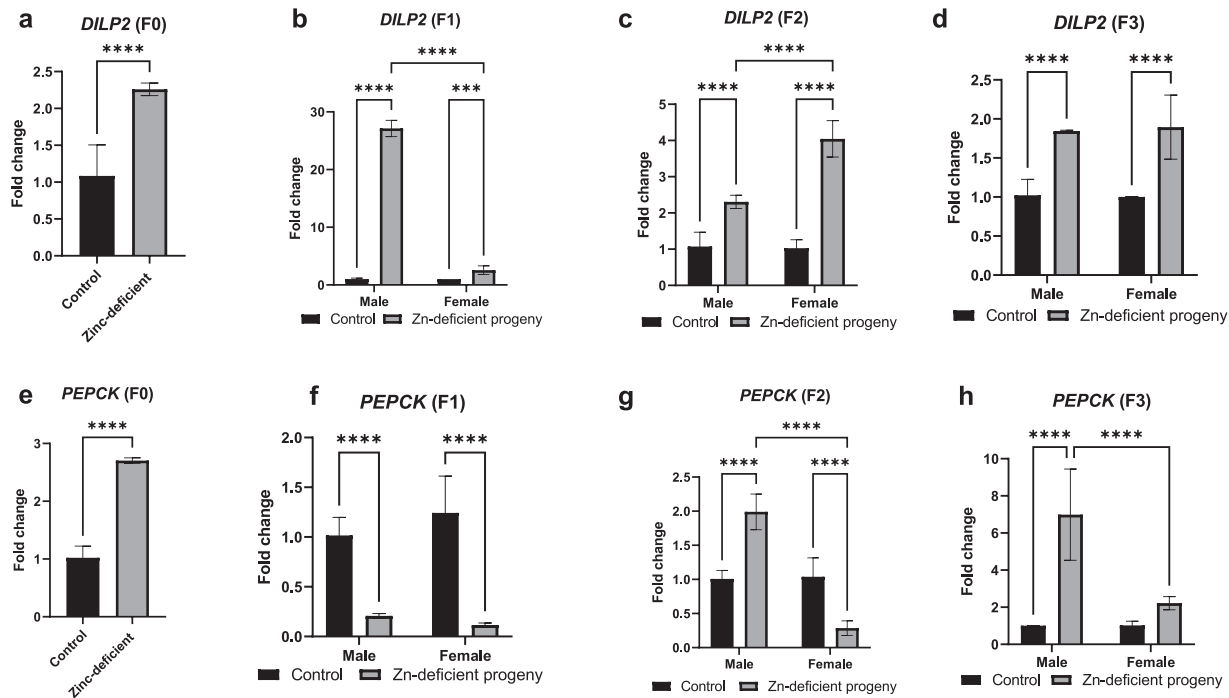 a
DILP2 (F0)
****
2.5
2.0
1.5
1.0
0.5
0.0
Fold change
Control
Zinc-deficient
b
DILP2 (F1)
****
**** ***
30
20
10
0
Fold change
Male Female
Control Zn-deficient progeny
c
DILP2 (F2)
****
**** ****
5
4
3
2
1
0
Fold change
Male Female
Control Zn-deficient progeny
d
DILP2 (F3)
**** ****
2.5
2.0
1.5
1.0
0.5
0.0
Fold change
Male Female
Control Zn-deficient progeny
e
PEPCK (F0)
****
3
2
1
0
Fold change
Control
Zinc-deficient
f
PEPCK (F1)
**** ****
2.0
1.5
1.0
0.5
0.0
Fold change
Male Female
Control Zn-deficient progeny
g
PEPCK (F2)
****
**** ****
2.5
2.0
1.5
1.0
0.5
0.0
Fold change
Male Female
Control Zn-deficient progeny
h
PEPCK (F3)
**** ****
10
8
6
4
2
0
Fold change
Male Female
Control Zn-deficient progeny